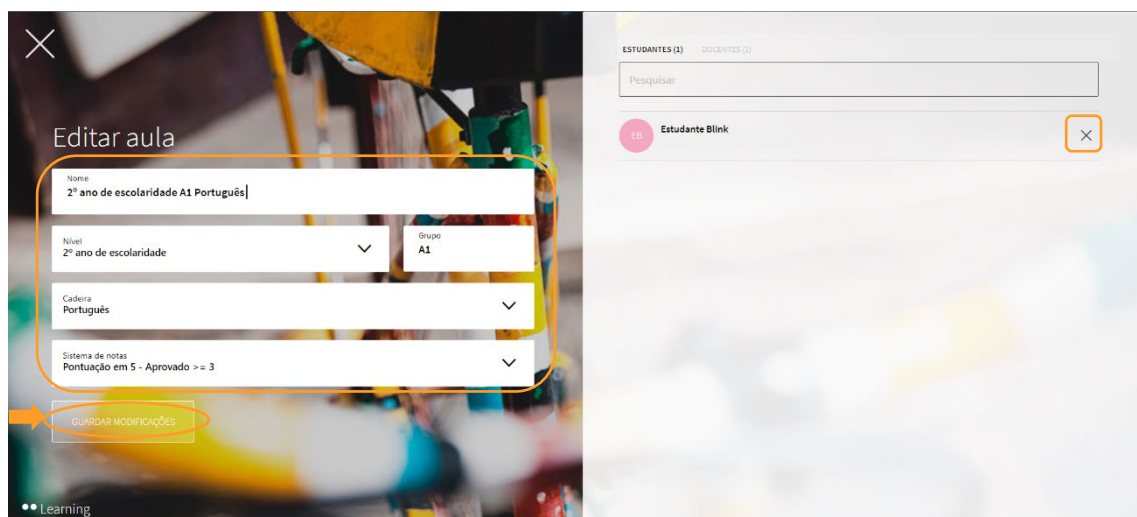 Editar aula
Nome
2º ano de escolaridade A1 Português
Nível
2º ano de escolaridade
Grupo
A1
Cadeira
Português
Sistema de notas
Pontuação em 5 - Aprovado >= 3
GUARDAR MODIFICAÇÕES
Learning
ESTUDANTES (1) DOCENTES (1)
Pesquisar
EB Estudante Blink